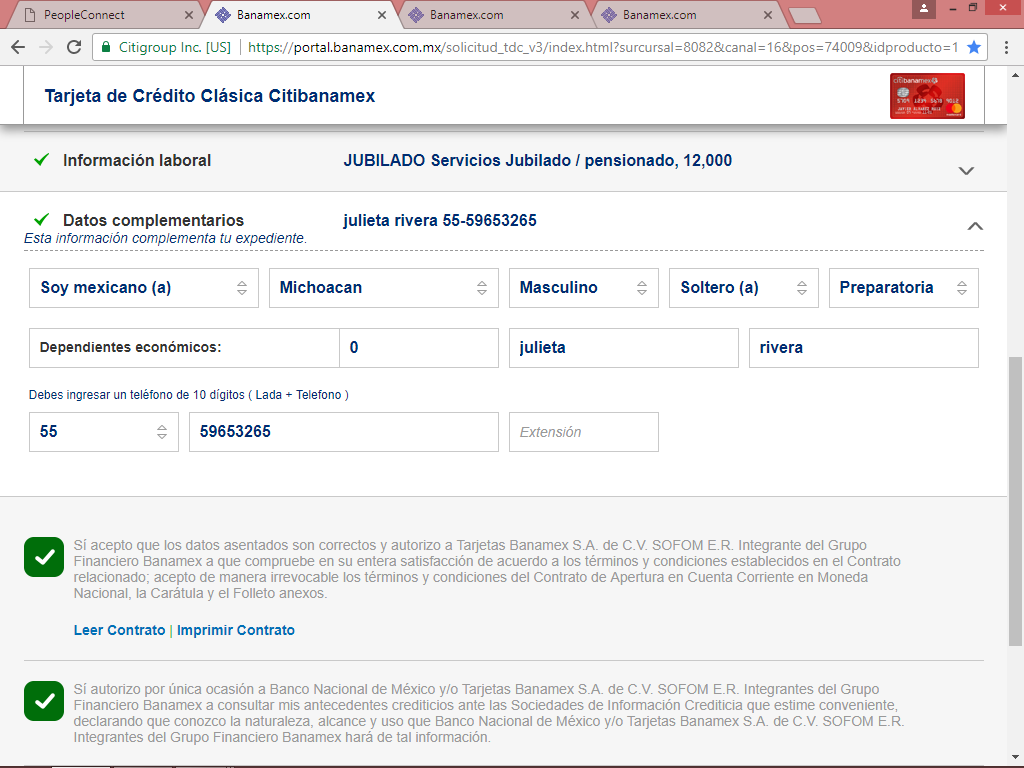 PeopleConnect
Banamex.com
Banamex.com
Banamex.com
Citigroup Inc. [US] https://portal.banamex.com.mx/solicitud_tdc_v3/index.html?sursursal=8082&canal=16&pos=74009&idproducto=1
Tarjeta de Crédito Clásica Citibanamex
citibanamex
Información laboral JUBILADO Servicios Jubilado / pensionado, 12,000
Datos complementarios julieta rivera 55-59653265
Esta información complementa tu expediente.
Soy mexicano (a) Michoacan Masculino Soltero (a) Preparatoria
Dependientes económicos: 0 julieta rivera
Debes ingresar un teléfono de 10 dígitos ( Lada + Telefono )
55 59653265 Extensión
Sí acepto que los datos asentados son correctos y autorizo a Tarjetas Banamex S.A. de C.V. SOFOM E.R. Integrante del Grupo
Financiero Banamex a que compruebe en su entera satisfacción de acuerdo a los términos y condiciones establecidos en el Contrato
relacionado; acepto de manera irrevocable los términos y condiciones del Contrato de Apertura en Cuenta Corriente en Moneda
Nacional, la Carátula y el Folleto anexos.
Leer Contrato | Imprimir Contrato
Sí autorizo por única ocasión a Banco Nacional de México y/o Tarjetas Banamex S.A. de C.V. SOFOM E.R. Integrantes del Grupo
Financiero Banamex a consultar mis antecedentes crediticios ante las Sociedades de Información Crediticia que estime conveniente,
declarando que conozco la naturaleza, alcance y uso que Banco Nacional de México y/o Tarjetas Banamex S.A. de C.V. SOFOM E.R.
Integrantes del Grupo Financiero Banamex hará de tal información.